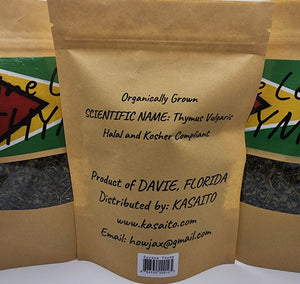 Organically Grown
SCIENTIFIC NAME: Thymus Vulgaris
Halal and Kosher Compliant
Product of DAVIE, FLORIDA
Distributed by: KASAITO
www.kasaito.com
Email: howjax@gmail.com